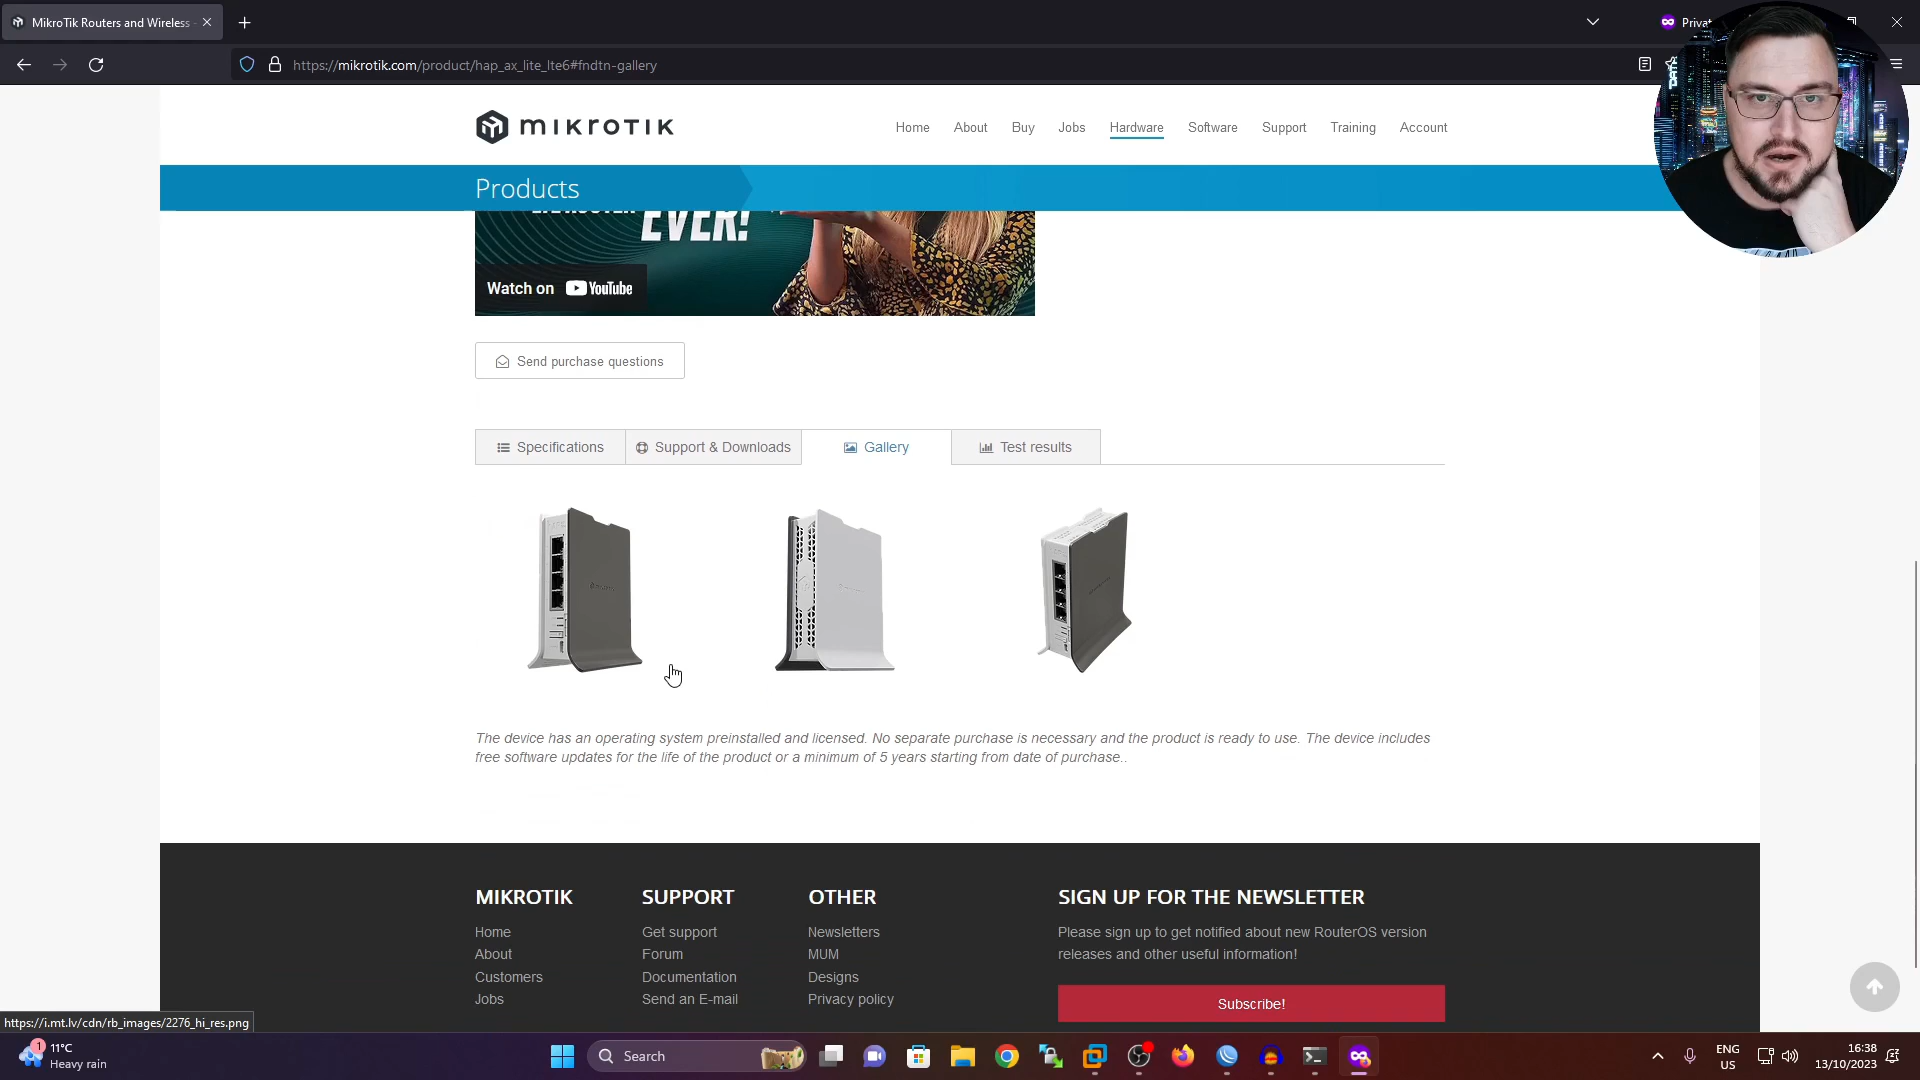 MikroTik Routers and Wireless -
Privat
https://mikrotik.com/product/hap_ax_lite_lte6#fndtn-gallery
MIKROTIK
Home
About
Buy
Jobs
Hardware
Software
Support
Training
Account
Products
EVER!
Watch on YouTube
Send purchase questions
Specifications
Support & Downloads
Gallery
Test results
The device has an operating system preinstalled and licensed. No separate purchase is necessary and the product is ready to use. The device includes
free software updates for the life of the product or a minimum of 5 years starting from date of purchase..
MIKROTIK
Home
About
Customers
Jobs
SUPPORT
Get support
Forum
Documentation
Send an E-mail
OTHER
Newsletters
MUM
Designs
Privacy policy
SIGN UP FOR THE NEWSLETTER
Please sign up to get notified about new RouterOS version
releases and other useful information!
Subscribe!
https://i.mt.lv/cdn/rb_images/2276_hi_res.png
1
11°C
Heavy rain
Search
ENG
US
16:38
13/10/2023